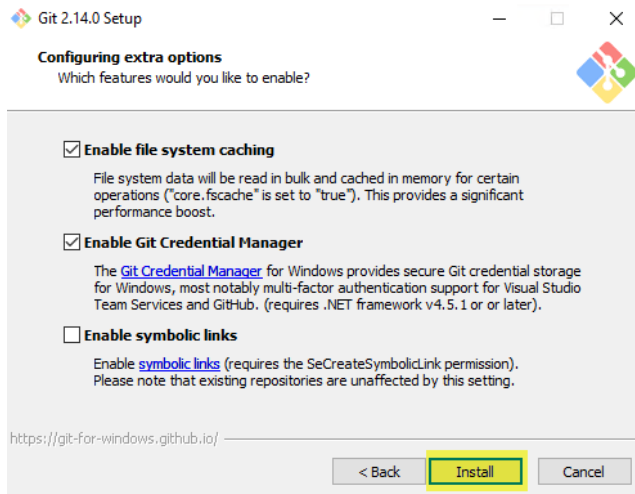 Git 2.14.0 Setup
Configuring extra options
Which features would you like to enable?
Enable file system caching
File system data will be read in bulk and cached in memory for certain
operations ("core.fscache" is set to "true"). This provides a significant
performance boost.
Enable Git Credential Manager
The Git Credential Manager for Windows provides secure Git credential storage
for Windows, most notably multi-factor authentication support for Visual Studio
Team Services and GitHub. (requires .NET framework v4.5.1 or or later).
Enable symbolic links
Enable symbolic links (requires the SeCreateSymbolicLink permission).
Please note that existing repositories are unaffected by this setting.
https://git-for-windows.github.io/
< Back Install Cancel